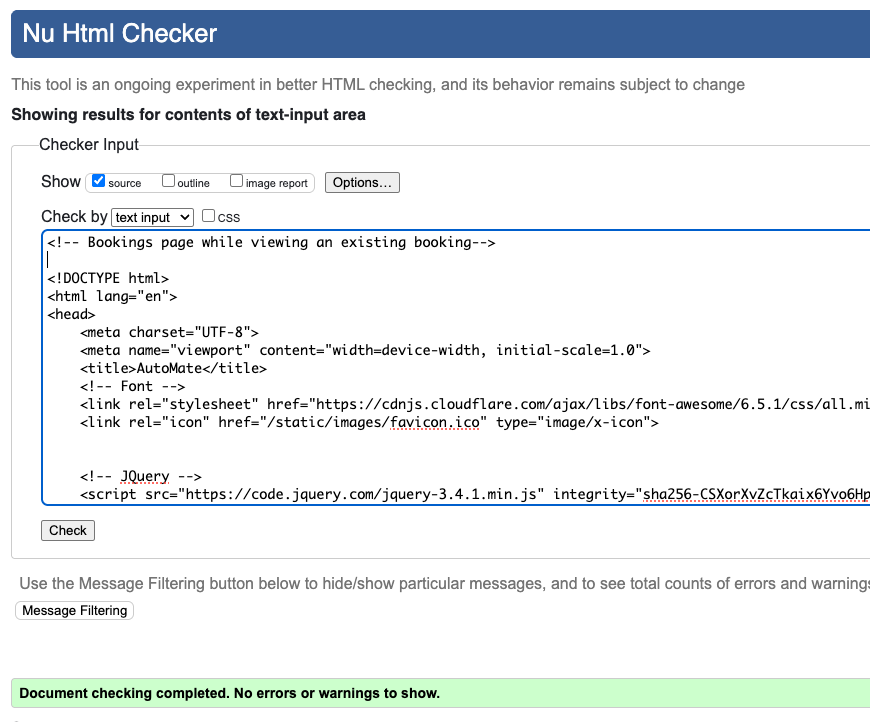 Nu Html Checker
This tool is an ongoing experiment in better HTML checking, and its behavior remains subject to change
Showing results for contents of text-input area
Checker Input
Show source outline image report Options...
Check by text input css
<!-- Bookings page while viewing an existing booking-->
<!DOCTYPE html>
<html lang="en">
<head>
<meta charset="UTF-8">
<meta name="viewport" content="width=device-width, initial-scale=1.0">
<title>AutoMate</title>
<!-- Font -->
<link rel="stylesheet" href="https://cdnjs.cloudflare.com/ajax/libs/font-awesome/6.5.1/css/all.mi
<link rel="icon" href="/static/images/favicon.ico" type="image/x-icon">
<!-- JQuery -->
<script src="https://code.jquery.com/jquery-3.4.1.min.js" integrity="sha256-CSXorXvZcTkaix6Yvo6Hp
Check
Use the Message Filtering button below to hide/show particular messages, and to see total counts of errors and warnings
Message Filtering
Document checking completed. No errors or warnings to show.